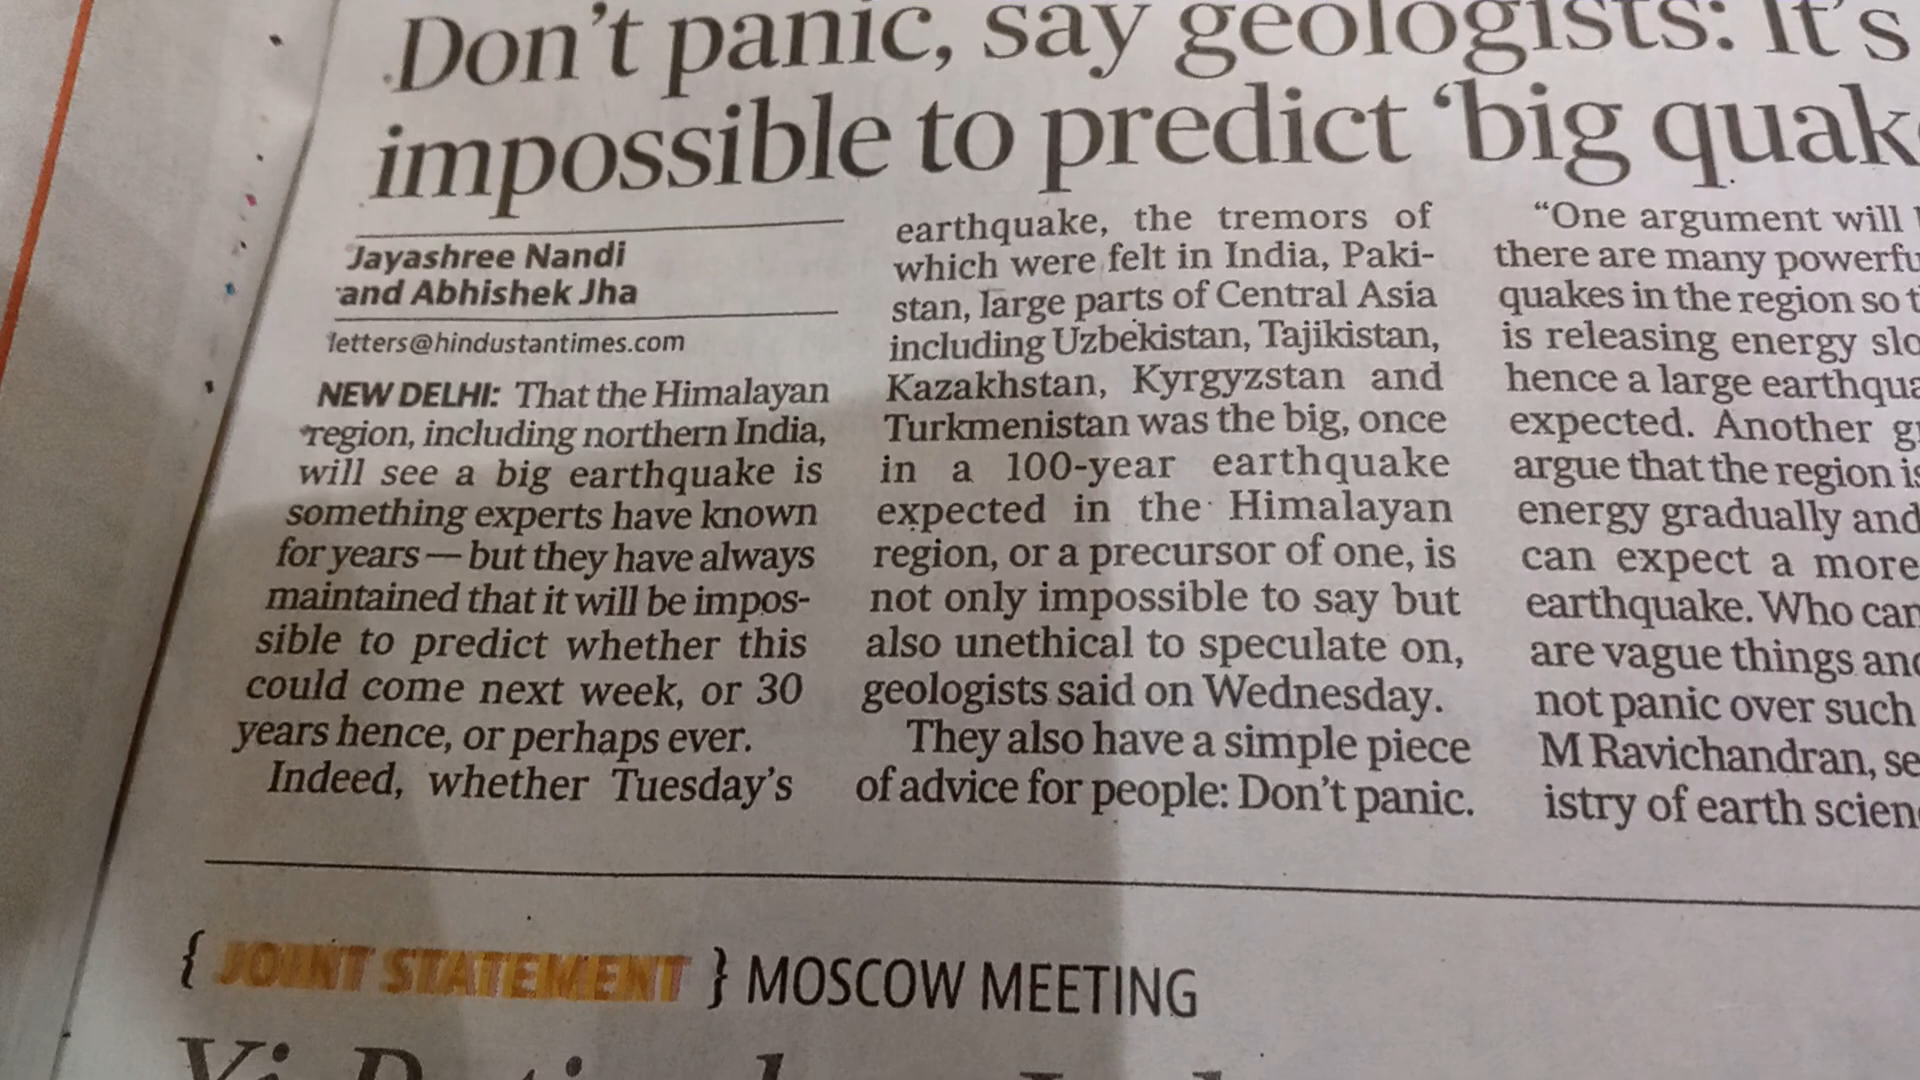 Don't panic, say geologists: It's
impossible to predict ‘big
Jayashree Nandi
and Abhishek Jha
letters@hindustantimes.com
NEW DELHI: That the Himalayan
region, including northern India,
will see a big earthquake is
something experts have known
for years — but they have always
maintained that it will be impos-
sible to predict whether this
could come next week, or 30
years hence, or perhaps ever.
Indeed, whether Tuesday's
earthquake, the tremors of
which were felt in India, Paki-
stan, large parts of Central Asia
including Uzbekistan, Tajikistan,
Kazakhstan, Kyrgyzstan and
Turkmenistan was the big, once
in a 100-year earthquake
expected in the Himalayan
region, or a precursor of one, is
not only impossible to say but
also unethical to speculate on,
geologists said on Wednesday.
They also have a simple piece
of advice for people: Don't panic.
“One argument will
there are many
quakes in the region so
is releasing energy
hence a large
expected. Another
argue that the region
energy gradually and
can expect a more
earthquake. Who
are vague things
not panic over such
M Ravichandran,
istry of earth
{ JOINT STATEMENT } MOSCOW MEETING